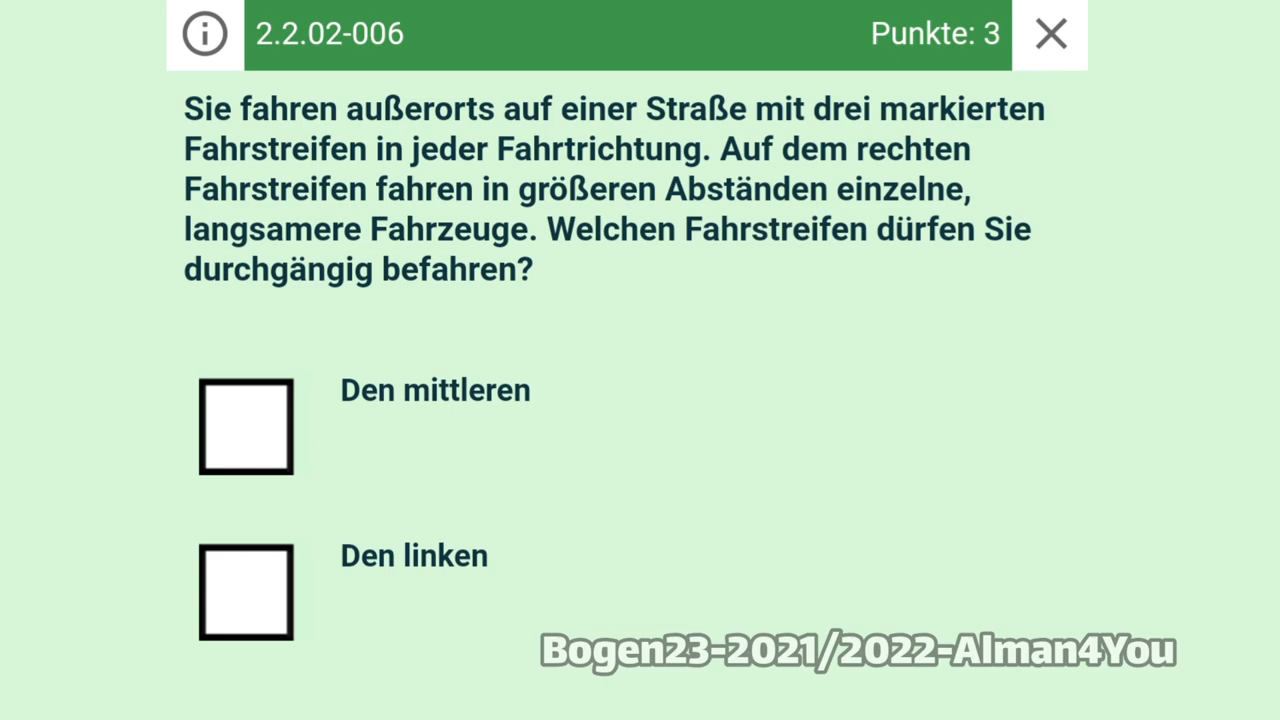 2.2.02-006 Punkte: 3
Sie fahren außerorts auf einer Straße mit drei markierten
Fahrstreifen in jeder Fahrtrichtung. Auf dem rechten
Fahrstreifen fahren in größeren Abständen einzelne,
langsamere Fahrzeuge. Welchen Fahrstreifen dürfen Sie
durchgängig befahren?
Den mittleren
Den linken
Bogen23-2021/2022-Alman4You